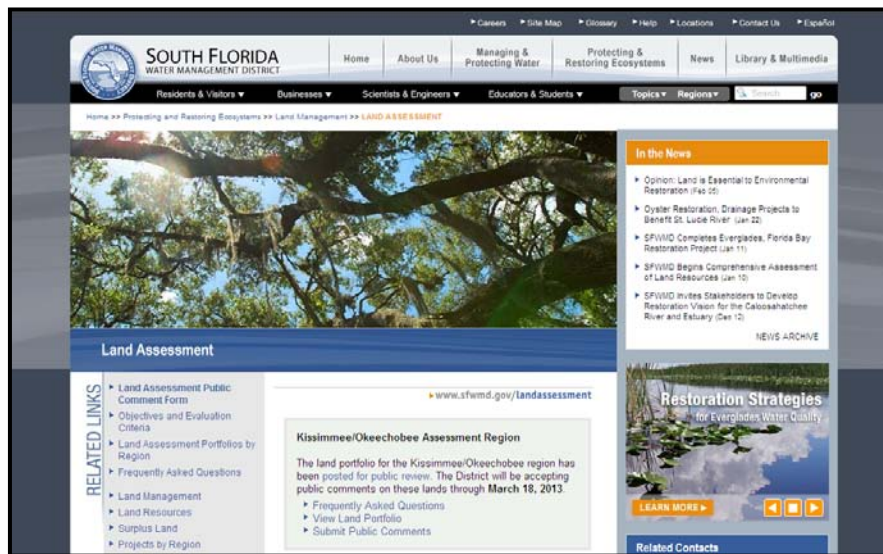 Careers Site Map Glossary Help Locations Contact Us Español
SOUTH FLORIDA
WATER MANAGEMENT DISTRICT
Home
About Us
Managing &
Protecting Water
Protecting &
Restoring Ecosystems
News
Library & Multimedia
Residents & Visitors ▼ Businesses ▼ Scientists & Engineers ▼ Educators & Students ▼ Topics ▼ Regions ▼ Search go
Home >> Protecting and Restoring Ecosystems >> Land Management >> LAND ASSESSMENT
In the News
Opinion: Land is Essential to Environmental
Restoration (Feb 05)
Oyster Restoration, Drainage Projects to
Benefit St. Lucie River (Jan 22)
SFWMD Completes Everglades, Florida Bay
Restoration Project (Jan 11)
SFWMD Begins Comprehensive Assessment
of Land Resources (Jan 10)
SFWMD Invites Stakeholders to Develop
Restoration Vision for the Caloosahatchee
River and Estuary (Dec 12)
NEWS ARCHIVE
Land Assessment
RELATED LINKS
Land Assessment Public
Comment Form
Objectives and Evaluation
Criteria
Land Assessment Portfolios by
Region
Frequently Asked Questions
Land Management
Land Resources
Surplus Land
Projects by Region
www.sfwmd.gov/landassessment
Kissimmee/Okeechobee Assessment Region
The land portfolio for the Kissimmee/Okeechobee region has
been posted for public review. The District will be accepting
public comments on these lands through March 18, 2013.
Frequently Asked Questions
View Land Portfolio
Submit Public Comments
Restoration Strategies
for Everglades Water Quality
LEARN MORE
Related Contacts